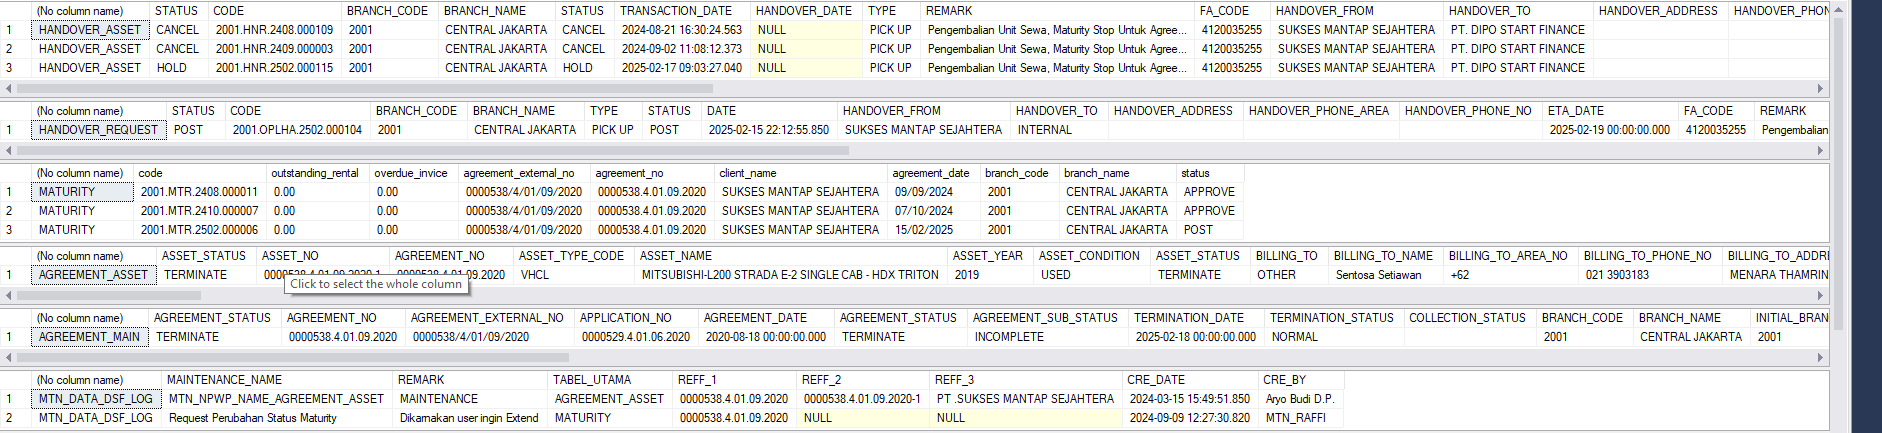 (No column name) STATUS CODE BRANCH_CODE BRANCH_NAME STATUS TRANSACTION_DATE HANDOVER_DATE TYPE REMARK FA_CODE HANDOVER_FROM HANDOVER_TO HANDOVER_ADDRESS HANDOVER_PHON
1 HANDOVER_ASSET CANCEL 2001.HNR.2408.000109 2001 CENTRAL JAKARTA CANCEL 2024-08-21 16:30:24.563 NULL PICK UP Pengembalian Unit Sewa, Maturity Stop Untuk Agree... 4120035255 SUKSES MANTAP SEJAHTERA PT. DIPO START FINANCE
2 HANDOVER_ASSET CANCEL 2001.HNR.2409.000003 2001 CENTRAL JAKARTA CANCEL 2024-09-02 11:08:12.373 NULL PICK UP Pengembalian Unit Sewa, Maturity Stop Untuk Agree... 4120035255 SUKSES MANTAP SEJAHTERA PT. DIPO START FINANCE
3 HANDOVER_ASSET HOLD 2001.HNR.2502.000115 2001 CENTRAL JAKARTA HOLD 2025-02-17 09:03:27.040 NULL PICK UP Pengembalian Unit Sewa, Maturity Stop Untuk Agree... 4120035255 SUKSES MANTAP SEJAHTERA PT. DIPO START FINANCE
(No column name) STATUS CODE BRANCH_CODE BRANCH_NAME TYPE STATUS DATE HANDOVER_FROM HANDOVER_TO HANDOVER_ADDRESS HANDOVER_PHONE_AREA HANDOVER_PHONE_NO ETA_DATE FA_CODE REMARK
1 HANDOVER_REQUEST POST 2001.OPLHA.2502.000104 2001 CENTRAL JAKARTA PICK UP POST 2025-02-15 22:12:55.850 SUKSES MANTAP SEJAHTERA INTERNAL 2025-02-19 00:00:00.000 4120035255 Pengembalian
(No column name) code outstanding_rental overdue_invice agreement_external_no agreement_no client_name agreement_date branch_code branch_name status
1 MATURITY 2001.MTR.2408.000011 0.00 0.00 0000538/4/01/09/2020 0000538.4.01.09.2020 SUKSES MANTAP SEJAHTERA 09/09/2024 2001 CENTRAL JAKARTA APPROVE
2 MATURITY 2001.MTR.2410.000007 0.00 0.00 0000538/4/01/09/2020 0000538.4.01.09.2020 SUKSES MANTAP SEJAHTERA 07/10/2024 2001 CENTRAL JAKARTA APPROVE
3 MATURITY 2001.MTR.2502.000006 0.00 0.00 0000538/4/01/09/2020 0000538.4.01.09.2020 SUKSES MANTAP SEJAHTERA 15/02/2025 2001 CENTRAL JAKARTA POST
(No column name) ASSET_STATUS ASSET_NO AGREEMENT_NO ASSET_TYPE_CODE ASSET_NAME ASSET_YEAR ASSET_CONDITION ASSET_STATUS BILLING_TO BILLING_TO_NAME BILLING_TO_AREA_NO BILLING_TO_PHONE_NO BILLING_TO_ADDRI
1 AGREEMENT_ASSET TERMINATE 0000538.4.01.09.2020-1 0000538.4.01.09.2020 VHCL MITSUBISHI-L200 STRADA E-2 SINGLE CAB - HDX TRITON 2019 USED TERMINATE OTHER Sentosa Setiawan +62 021 3903183 MENARA THAMRIN
Click to select the whole column
(No column name) AGREEMENT_STATUS AGREEMENT_NO AGREEMENT_EXTERNAL_NO APPLICATION_NO AGREEMENT_DATE AGREEMENT_STATUS AGREEMENT_SUB_STATUS TERMINATION_DATE TERMINATION_STATUS COLLECTION_STATUS BRANCH_CODE BRANCH_NAME INITIAL_BRAN
1 AGREEMENT_MAIN TERMINATE 0000538.4.01.09.2020 0000538/4/01/09/2020 0000529.4.01.06.2020 2020-08-18 00:00:00.000 TERMINATE INCOMPLETE 2025-02-18 00:00:00.000 NORMAL 2001 CENTRAL JAKARTA 2001
(No column name) MAINTENANCE_NAME REMARK TABEL_UTAMA REFF_1 REFF_2 REFF_3 CRE_DATE CRE_BY
1 MTN_DATA_DSF_LOG MTN_NPWP_NAME_AGREEMENT_ASSET MAINTENANCE AGREEMENT_ASSET 0000538.4.01.09.2020 0000538.4.01.09.2020-1 PT .SUKSES MANTAP SEJAHTERA 2024-03-15 15:49:51.850 Aryo Budi D.P.
2 MTN_DATA_DSF_LOG Request Perubahan Status Maturity Dikarnakan user ingin Extend MATURITY 0000538.4.01.09.2020 NULL NULL 2024-09-09 12:27:30.820 MTN_RAFFI